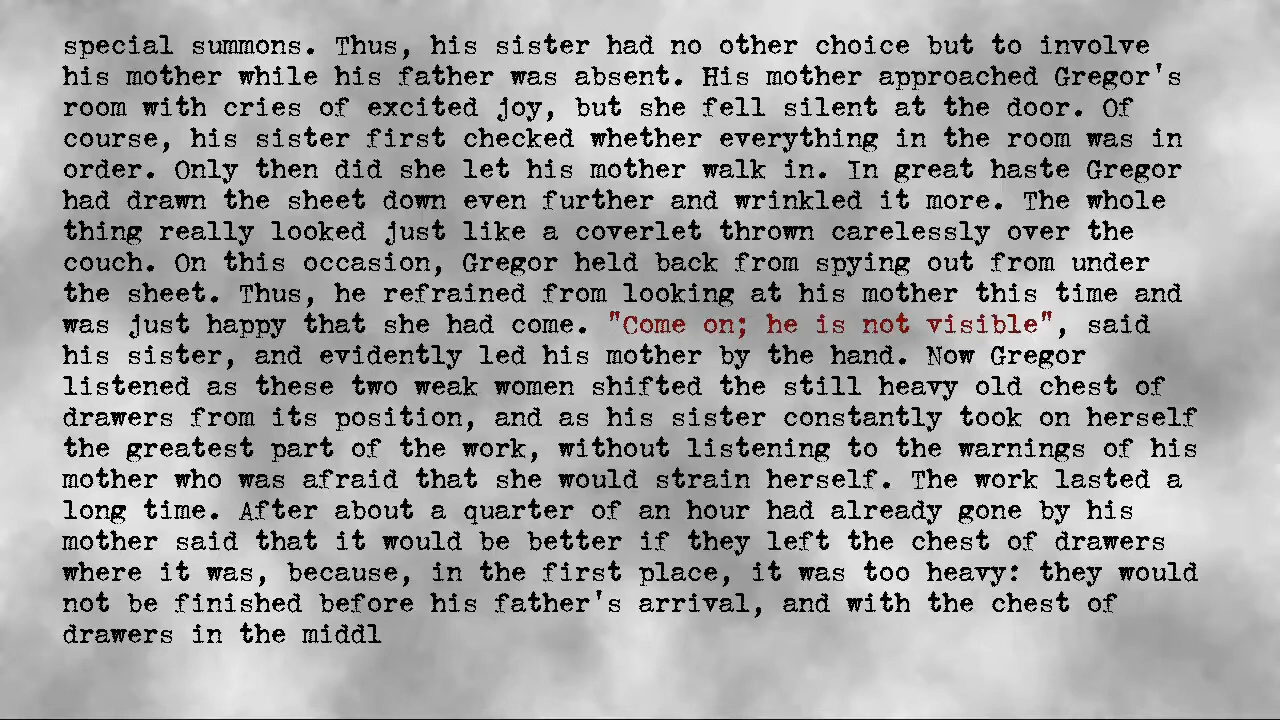 special summons. Thus, his sister had no other choice but to involve
his mother while his father was absent. His mother approached Gregor's
room with cries of excited joy, but she fell silent at the door. Of
course, his sister first checked whether everything in the room was in
order. Only then did she let his mother walk in. In great haste Gregor
had drawn the sheet down even further and wrinkled it more. The whole
thing really looked just like a coverlet thrown carelessly over the
couch. On this occasion, Gregor held back from spying out from under
the sheet. Thus, he refrained from looking at his mother this time and
was just happy that she had come. "Come on; he is not visible", said
his sister, and evidently led his mother by the hand. Now Gregor
listened as these two weak women shifted the still heavy old chest of
drawers from its position, and as his sister constantly took on herself
the greatest part of the work, without listening to the warnings of his
mother who was afraid that she would strain herself. The work lasted a
long time. After about a quarter of an hour had already gone by his
mother said that it would be better if they left the chest of drawers
where it was, because, in the first place, it was too heavy: they would
not be finished before his father's arrival, and with the chest of
drawers in the middl